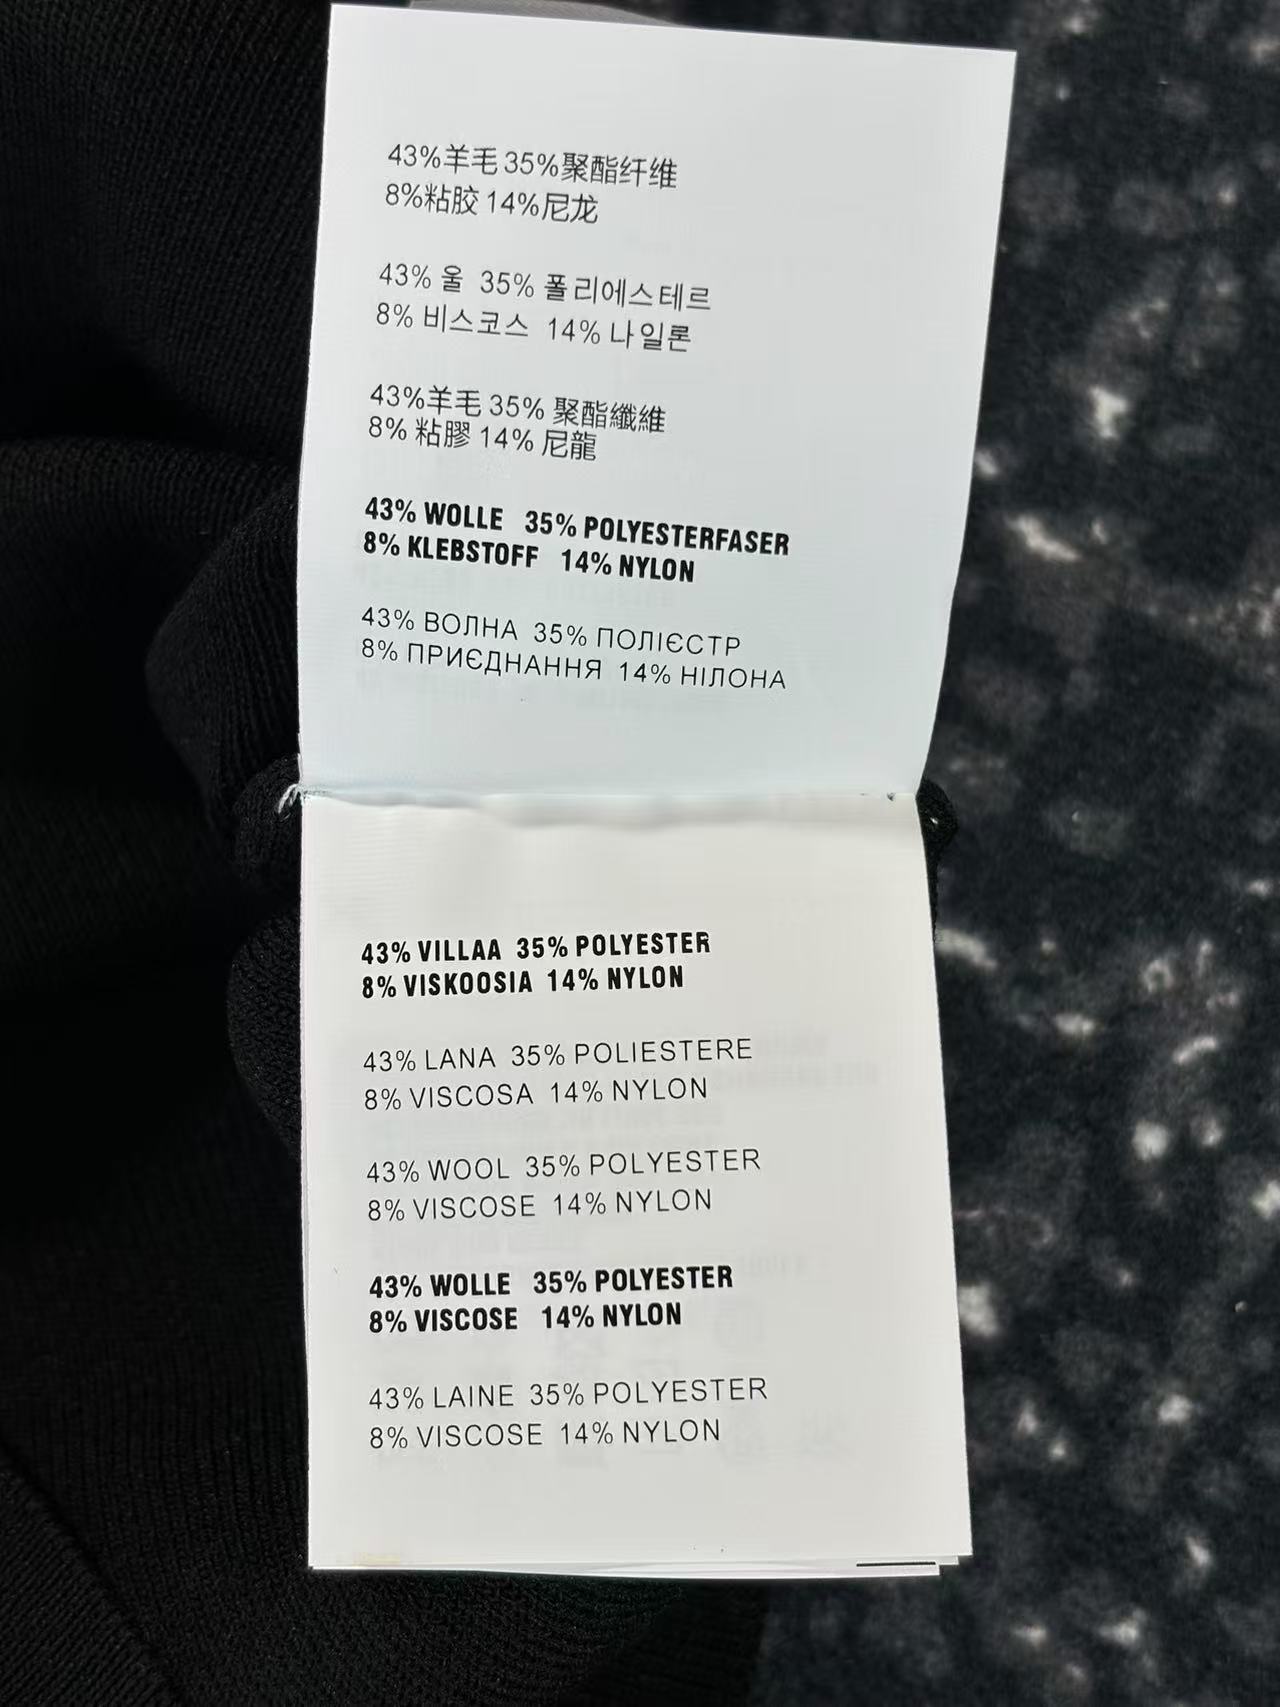 43%羊毛 35%聚酯纤维
8%粘胶 14%尼龙
43% 울 35% 폴리에스테르
8% 비스코스 14% 나일론
43%羊毛 35% 聚酯纖維
8% 粘膠 14% 尼龍
43% WOLLE 35% POLYESTERFASER
8% KLEBSTOFF 14% NYLON
43% ВОЛНА 35% ПОЛІЄСТР
8% ПРИЄДНАННЯ 14% НІЛОНА
43% VILLAA 35% POLYESTER
8% VISKOOSIA 14% NYLON
43% LANA 35% POLIESTERE
8% VISCOSA 14% NYLON
43% WOOL 35% POLYESTER
8% VISCOSE 14% NYLON
43% WOLLE 35% POLYESTER
8% VISCOSE 14% NYLON
43% LAINE 35% POLYESTER
8% VISCOSE 14% NYLON